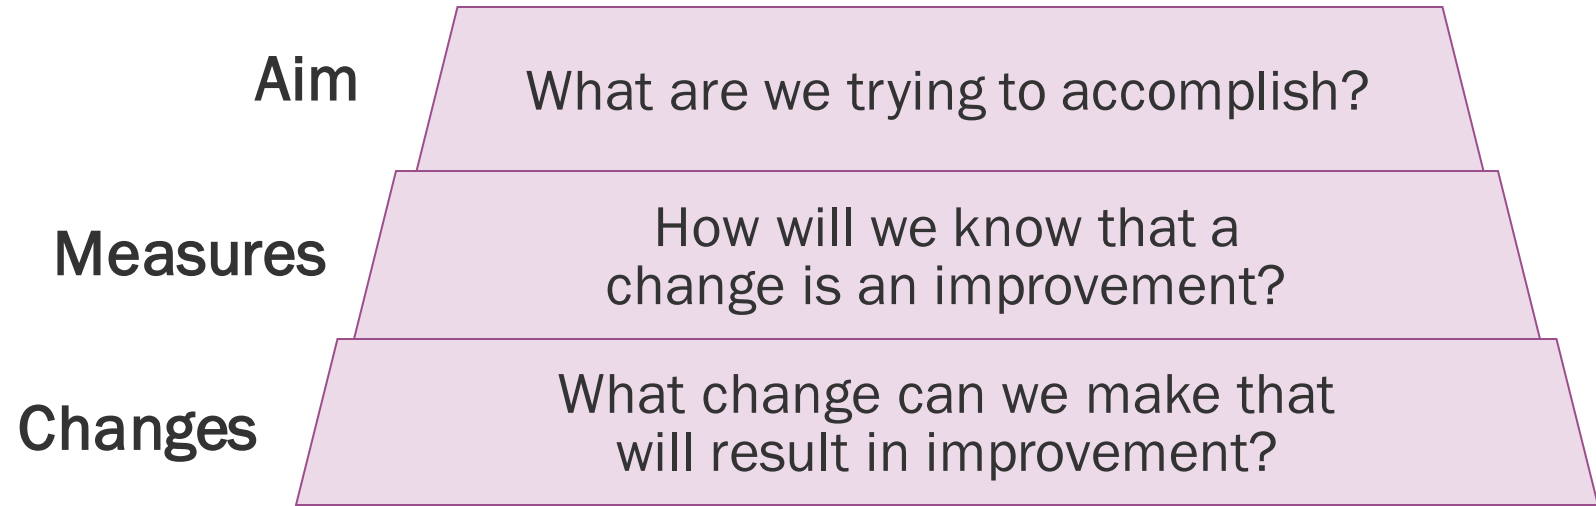 Aim
What are we trying to accomplish?
Measures
How will we know that a
change is an improvement?
Changes
What change can we make that
will result in improvement?